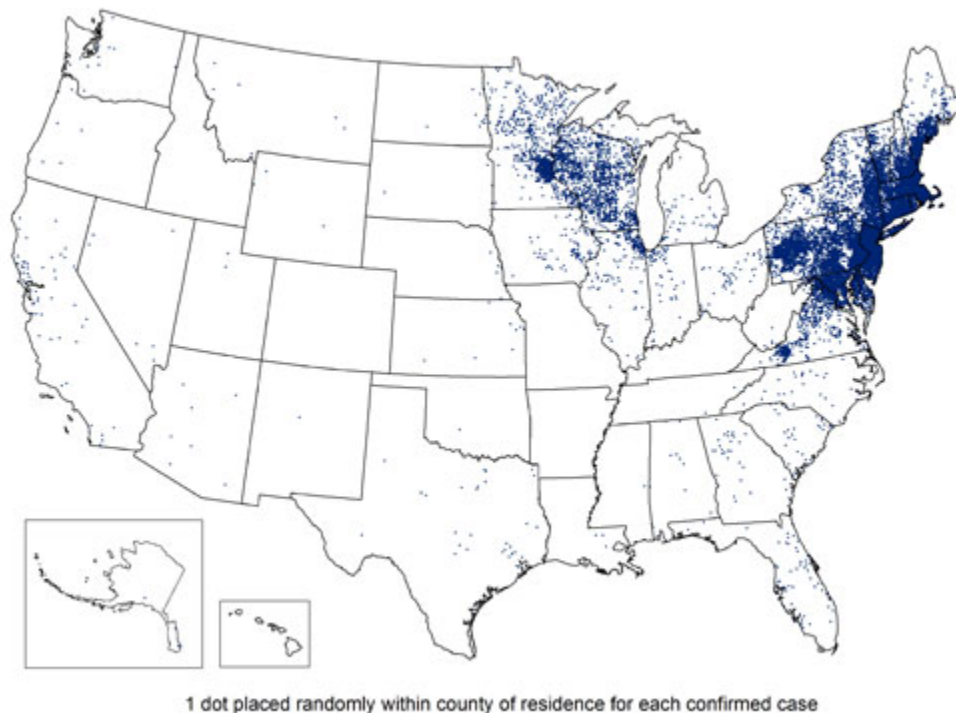 1 dot placed randomly within county of residence for each confirmed case